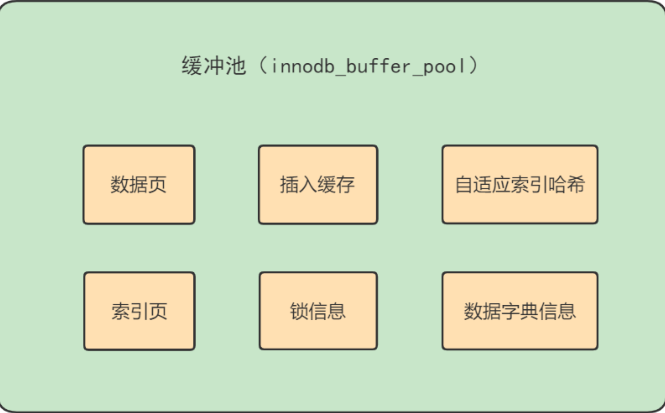 缓冲池（innodb_buffer_pool）
数据页
插入缓存
自适应索引哈希
索引页
锁信息
数据字典信息